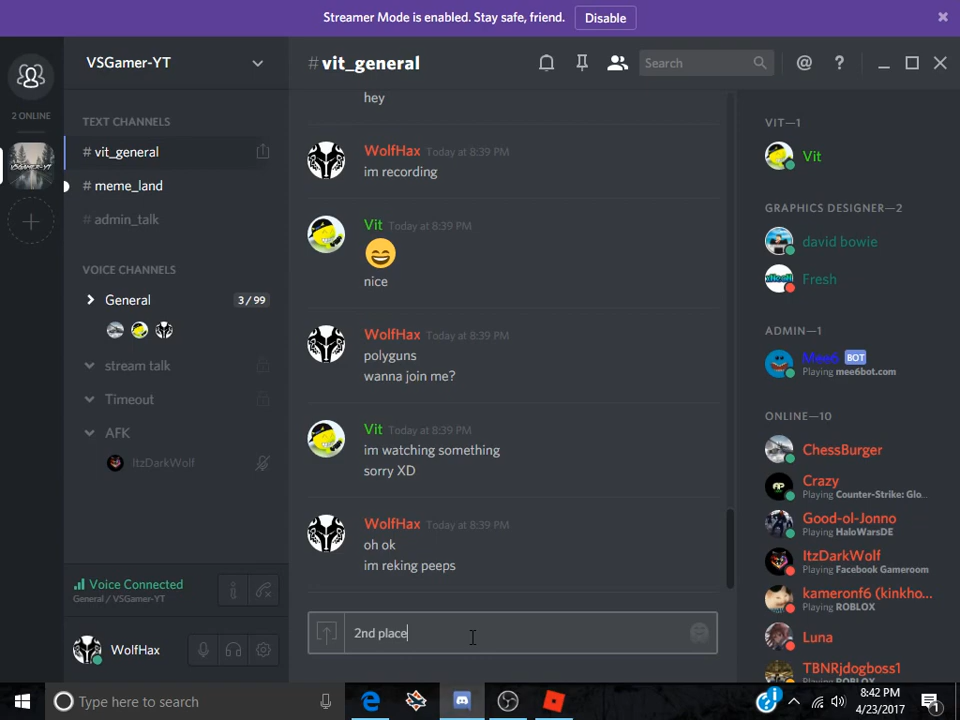 Streamer Mode is enabled. Stay safe, friend. Disable
VSGamer-YT
# vit_general
Search
@ ?
2 ONLINE
TEXT CHANNELS
# vit_general
# meme_land
# admin_talk
VOICE CHANNELS
General 3/99
stream talk
Timeout
AFK
ItzDarkWolf
Voice Connected
General / VSGamer-YT
WolfHax
hey
WolfHax Today at 8:39 PM
im recording
Vit Today at 8:39 PM
nice
WolfHax Today at 8:39 PM
polyguns
wanna join me?
Vit Today at 8:39 PM
im watching something
sorry XD
WolfHax Today at 8:39 PM
oh ok
im reking peeps
2nd place
VIT—1
Vit
GRAPHICS DESIGNER—2
david bowie
Fresh
ADMIN—1
Mee6 BOT
Playing mee6bot.com
ONLINE—10
ChessBurger
Crazy
Playing Counter-Strike: Glo...
Good-ol-Jonno
Playing HaloWarsDE
ItzDarkWolf
Playing Facebook Gameroom
kameronf6 (kinkho...
Playing ROBLOX
Luna
TBNRjdogboss1
Type here to search
8:42 PM
4/23/2017
1